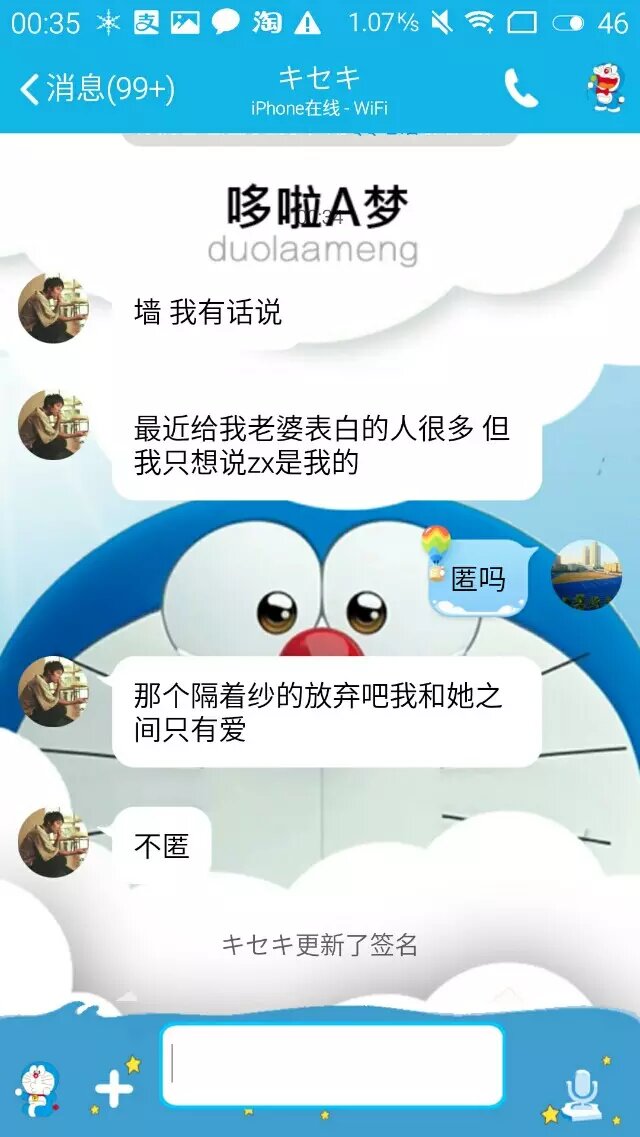 00:35
1.07K/s
46
消息(99+)
キセキ
iPhone在线 - WiFi
哆啦A梦
00:34
duolaameng
墙 我有话说
最近给我老婆表白的人很多 但
我只想说zx是我的
匿吗
那个隔着纱的放弃吧我和她之
间只有爱
不匿
キセキ更新了签名